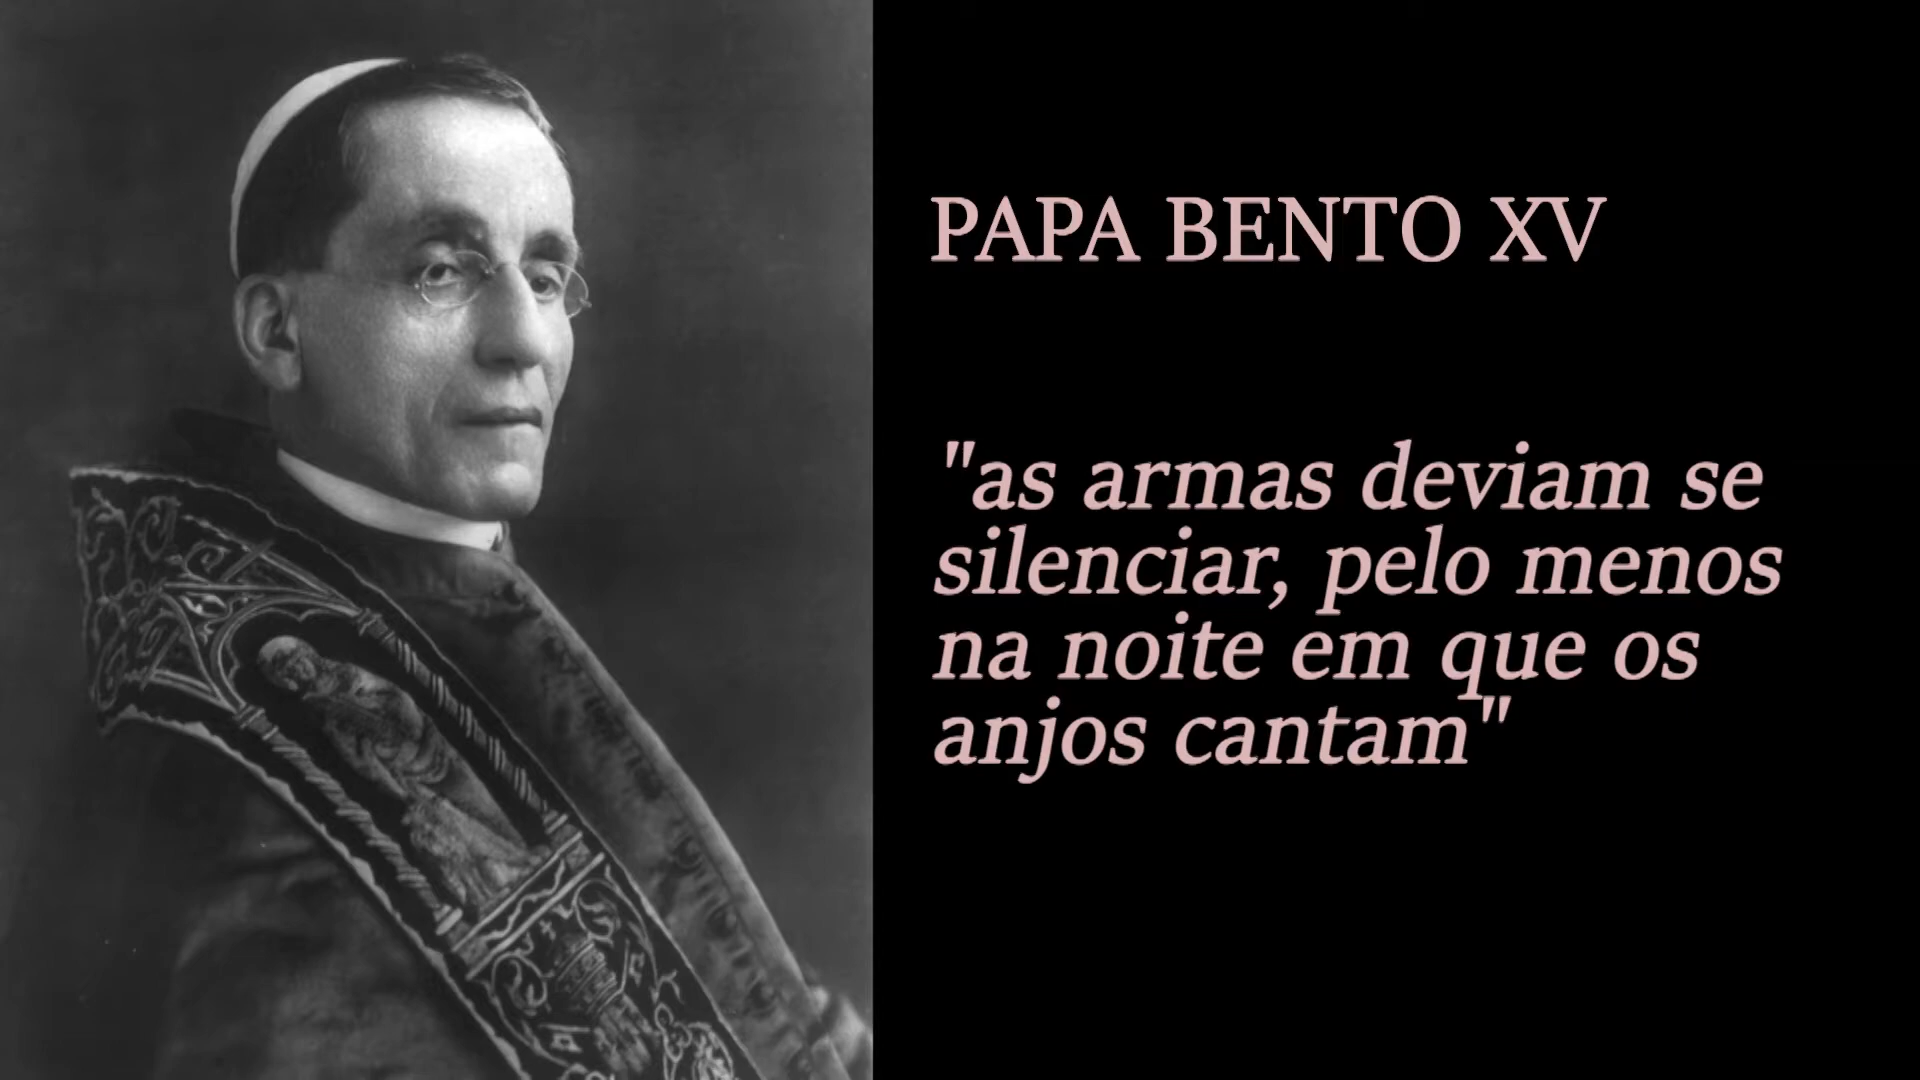 PAPA BENTO XV
"as armas deviam se
silenciar, pelo menos
na noite em que os
anjos cantam"